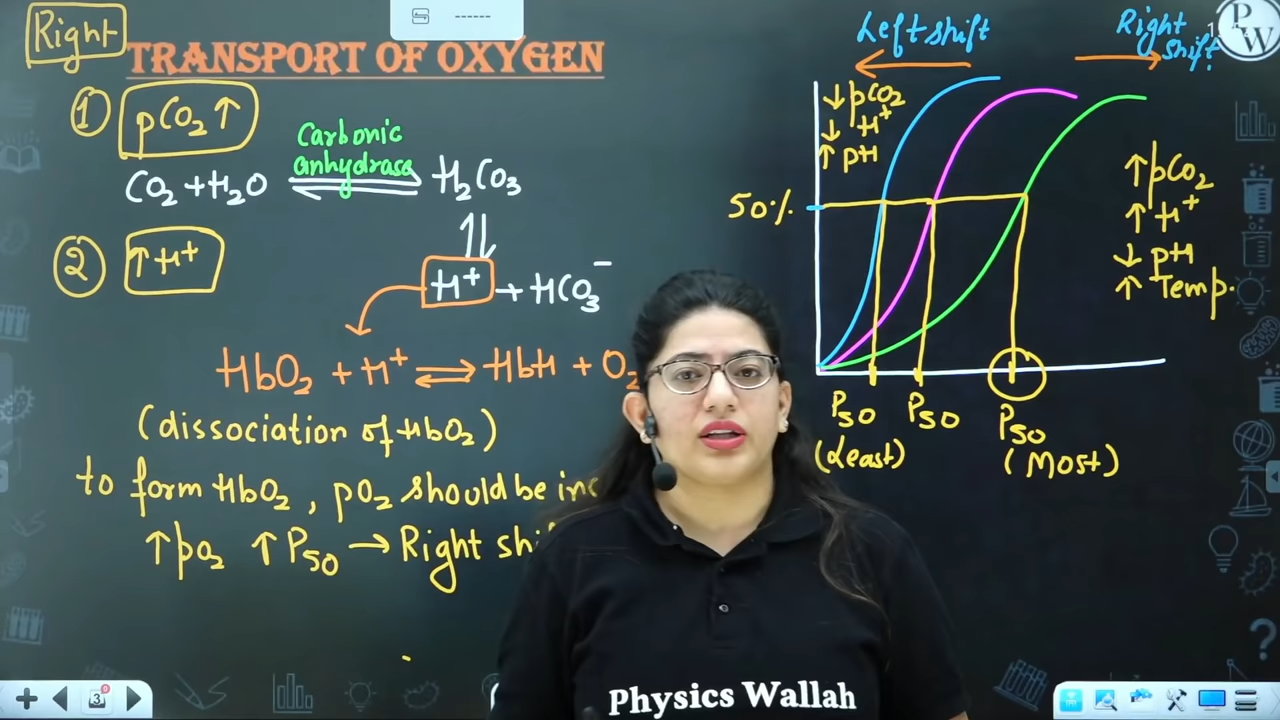 Right
TRANSPORT OF OXYGEN
1 pCO2 ↑
Carbonic
anhydrase
CO2 + H2O ⇌ H2CO3
⇅
2 ↑ H+
H+ + HCO3−
HbO2 + H+ ⇌ HbH + O2
(dissociation of HbO2)
to form HbO2, pO2 should be
↑pO2 ↑P50 → Right
Left shift
Right
shift
PW
↓ pCO2
↓ H+
↑ pH
50%
↑ pCO2
↑ H+
↓ pH
↑ Temp.
P50 P50 P50
(Least) (Most)
Physics Wallah
3